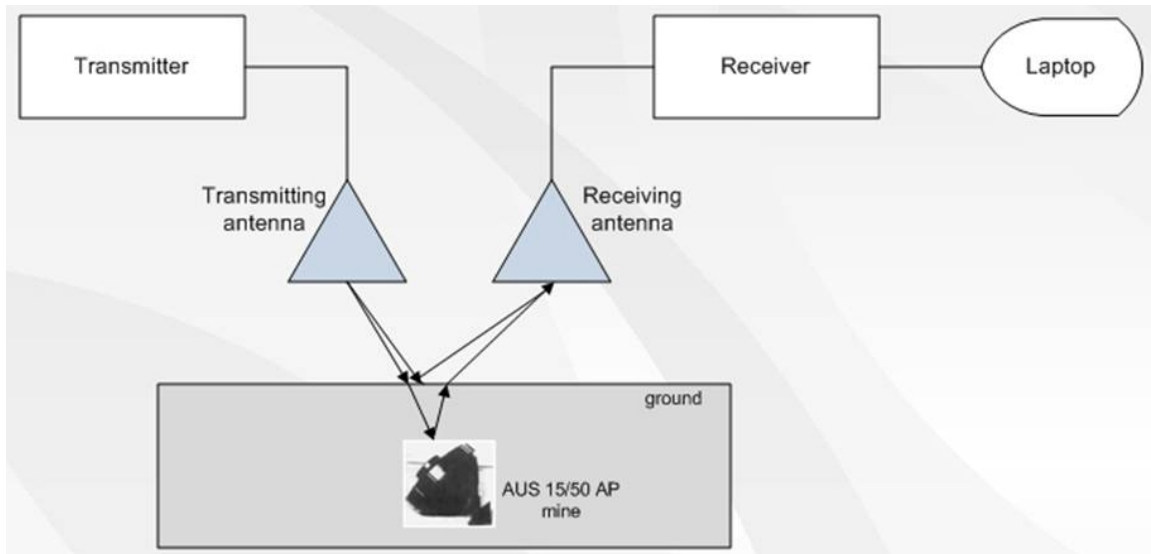 Transmitter
Receiver
Laptop
Transmitting
antenna
Receiving
antenna
ground
AUS 15/50 AP
mine